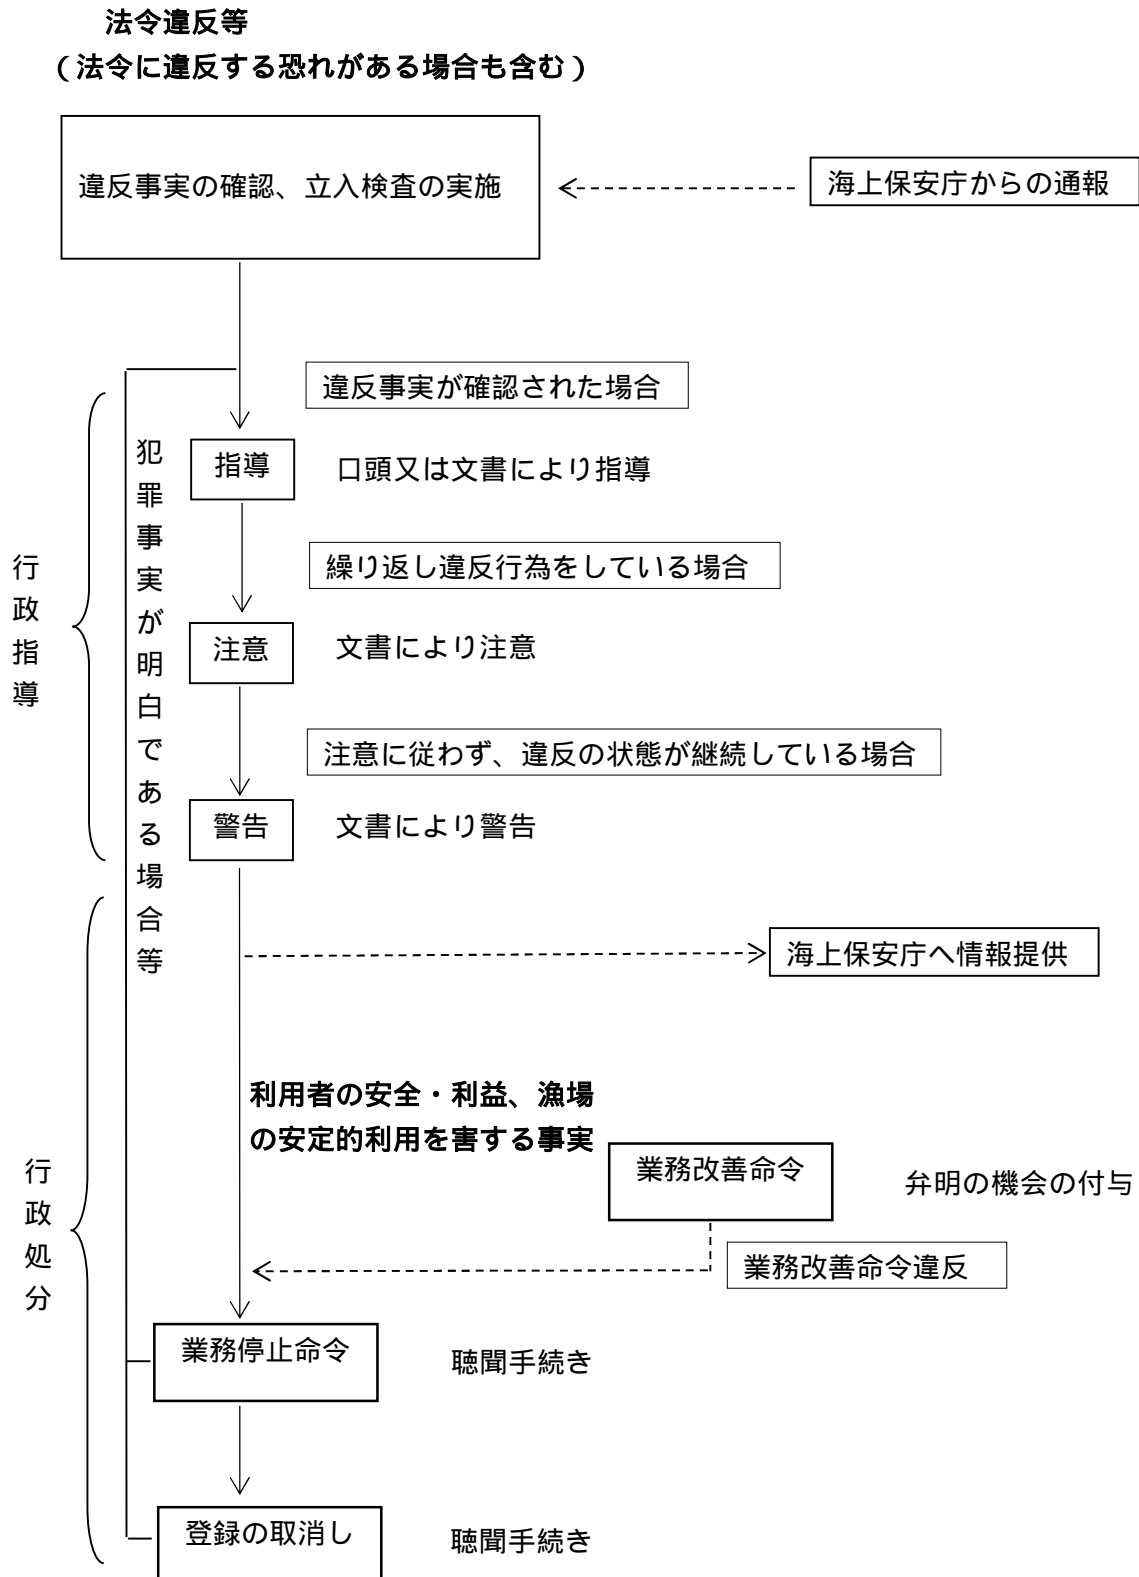 法令違反等
(法令に違反する恐れがある場合も含む)
違反事実の確認、立入検査の実施
海上保安庁からの通報
違反事実が確認された場合
指導
口頭又は文書により指導
繰り返し違反行為をしている場合
注意
文書により注意
注意に従わず、違反の状態が継続している場合
警告
文書により警告
犯罪事実が明白である場合等
行政指導
海上保安庁へ情報提供
利用者の安全・利益、漁場
の安定的利用を害する事実
業務改善命令
弁明の機会の付与
業務改善命令違反
行政処分
業務停止命令
聴聞手続き
登録の取消し
聴聞手続き